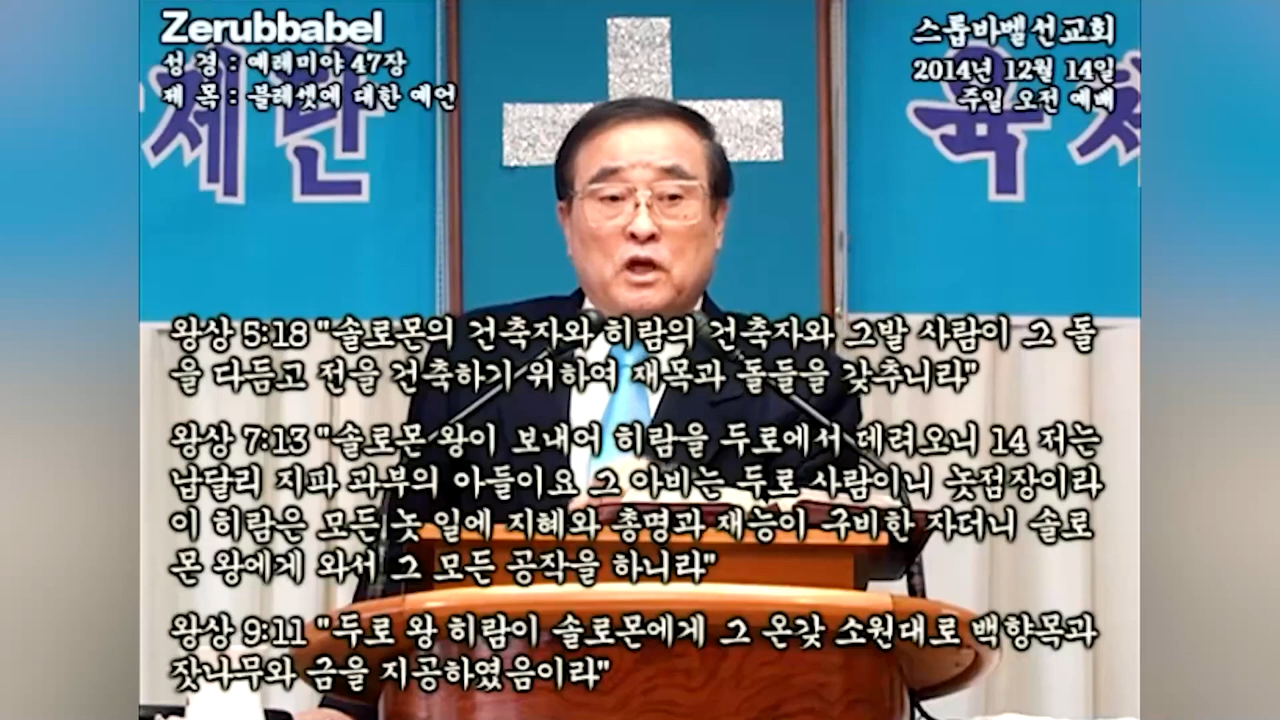 Zerubbabel
성 경 : 예레미야 47장
제 목 : 블레셋에 대한 예언
스룹바벨선교회
2014년 12월 14일
주일 오전 예배
제단
육
왕상 5:18 "솔로몬의 건축자와 히람의 건축자와 그발 사람이 그 돌
을 다듬고 전을 건축하기 위하여 재목과 돌들을 갖추니라"
왕상 7:13 "솔로몬 왕이 보내어 히람을 두로에서 데려오니 14 저는
납달리 지파 과부의 아들이요 그 아비는 두로 사람이니 놋점장이라
이 히람은 모든 놋 일에 지혜와 총명과 재능이 구비한 자더니 솔로
몬 왕에게 와서 그 모든 공작을 하니라"
왕상 9:11 "두로 왕 히람이 솔로몬에게 그 온갖 소원대로 백향목과
잣나무와 금을 지공하였음이라"